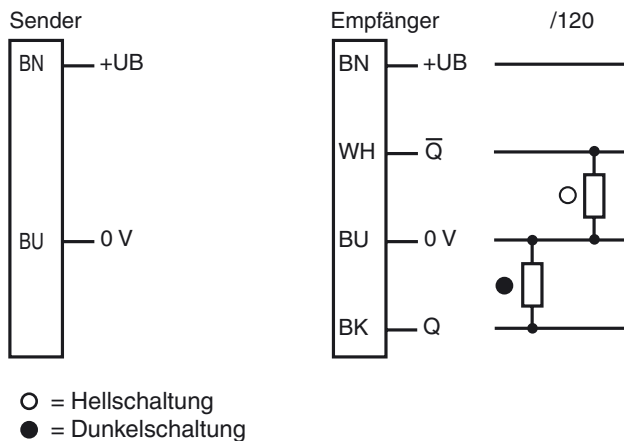 Sender
Empfänger /120
BN +UB
BN +UB
WH Q̅
BU 0 V
BU 0 V
BK Q
= Hellschaltung
= Dunkelschaltung